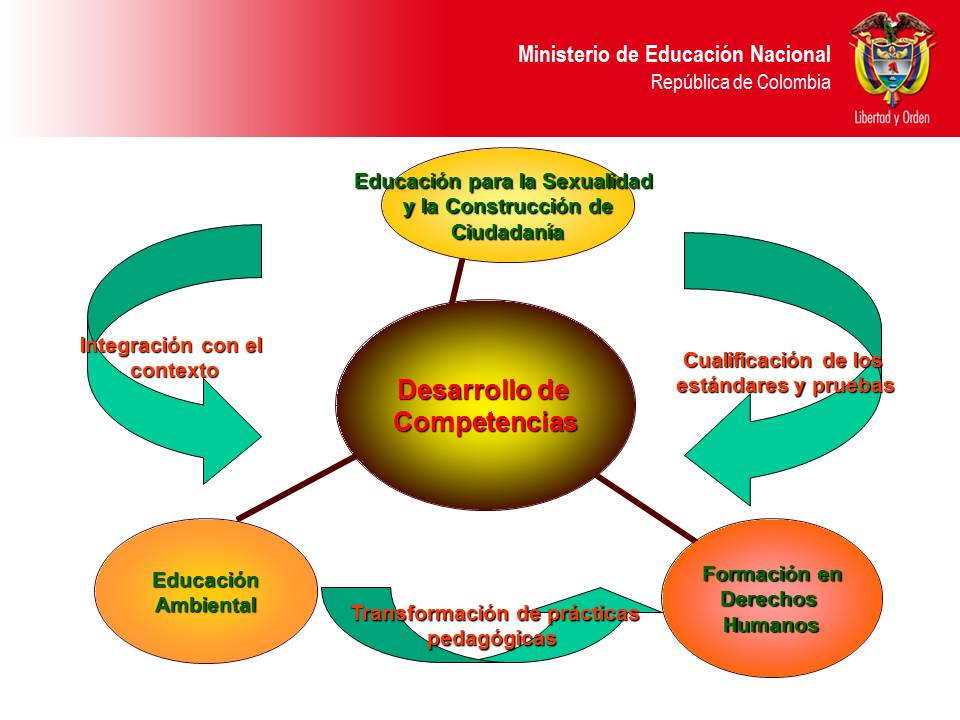 Ministerio de Educación Nacional
República de Colombia
Libertad y Orden
Educación para la Sexualidad
y la Construcción de
Ciudadanía
Integración con el
contexto
Cualificación de los
estándares y pruebas
Desarrollo de
Competencias
Educación
Ambiental
Transformación de prácticas
pedagógicas
Formación en
Derechos
Humanos